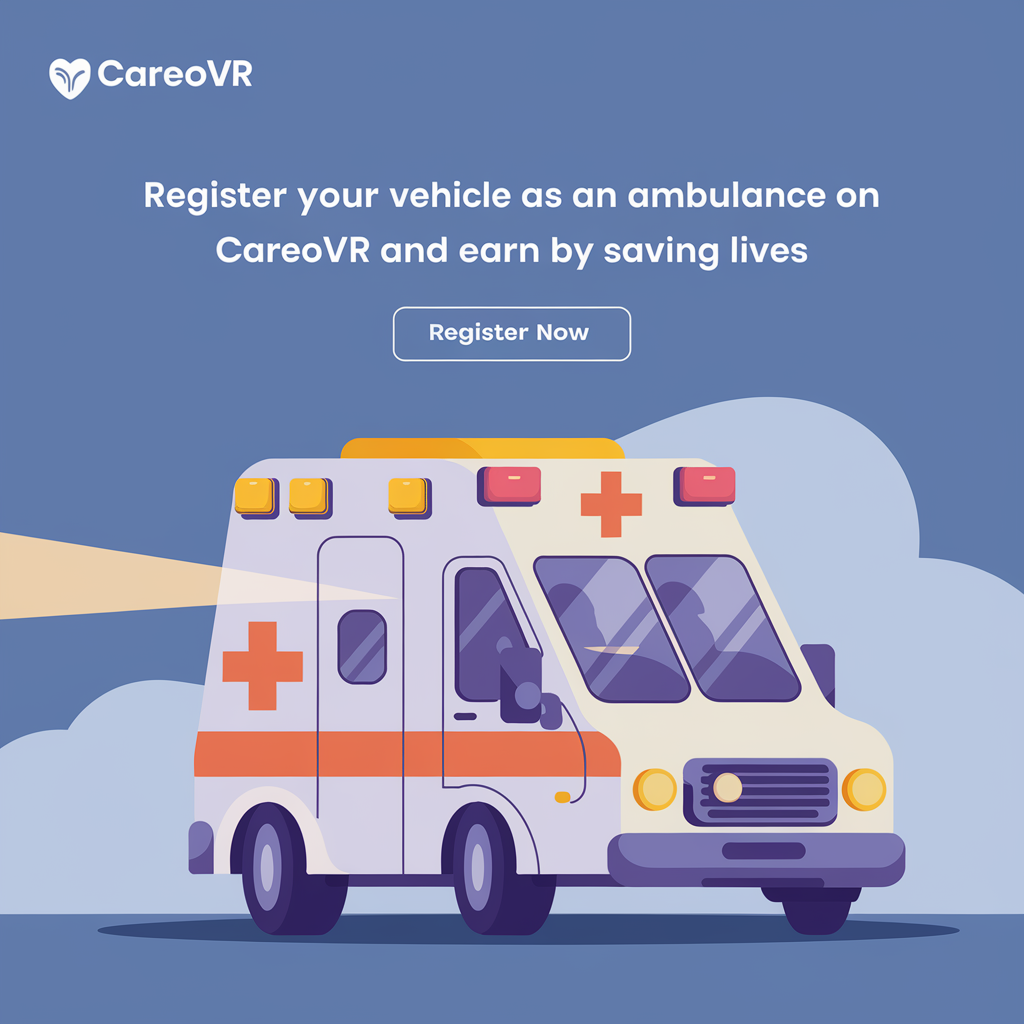 CareoVR
Register your vehicle as an ambulance on
CareoVR and earn by saving lives
Register Now